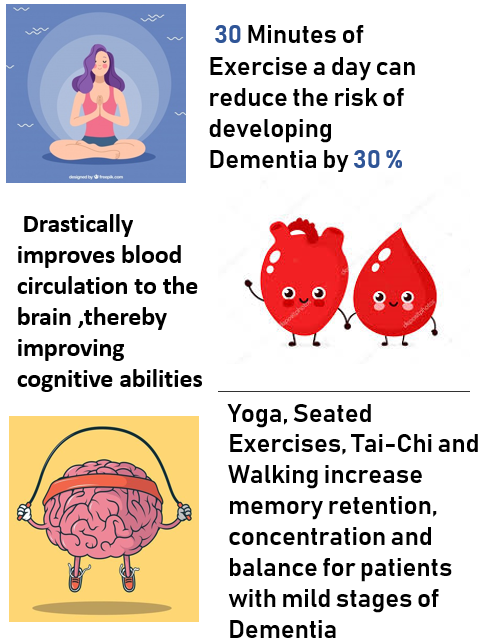 30 Minutes of
Exercise a day can
reduce the risk of
developing
Dementia by 30 %
designed by freepik.com
Drastically
improves blood
circulation to the
brain ,thereby
improving
cognitive abilities
depositphotos
depositphotos
Yoga, Seated
Exercises, Tai-Chi and
Walking increase
memory retention,
concentration and
balance for patients
with mild stages of
Dementia